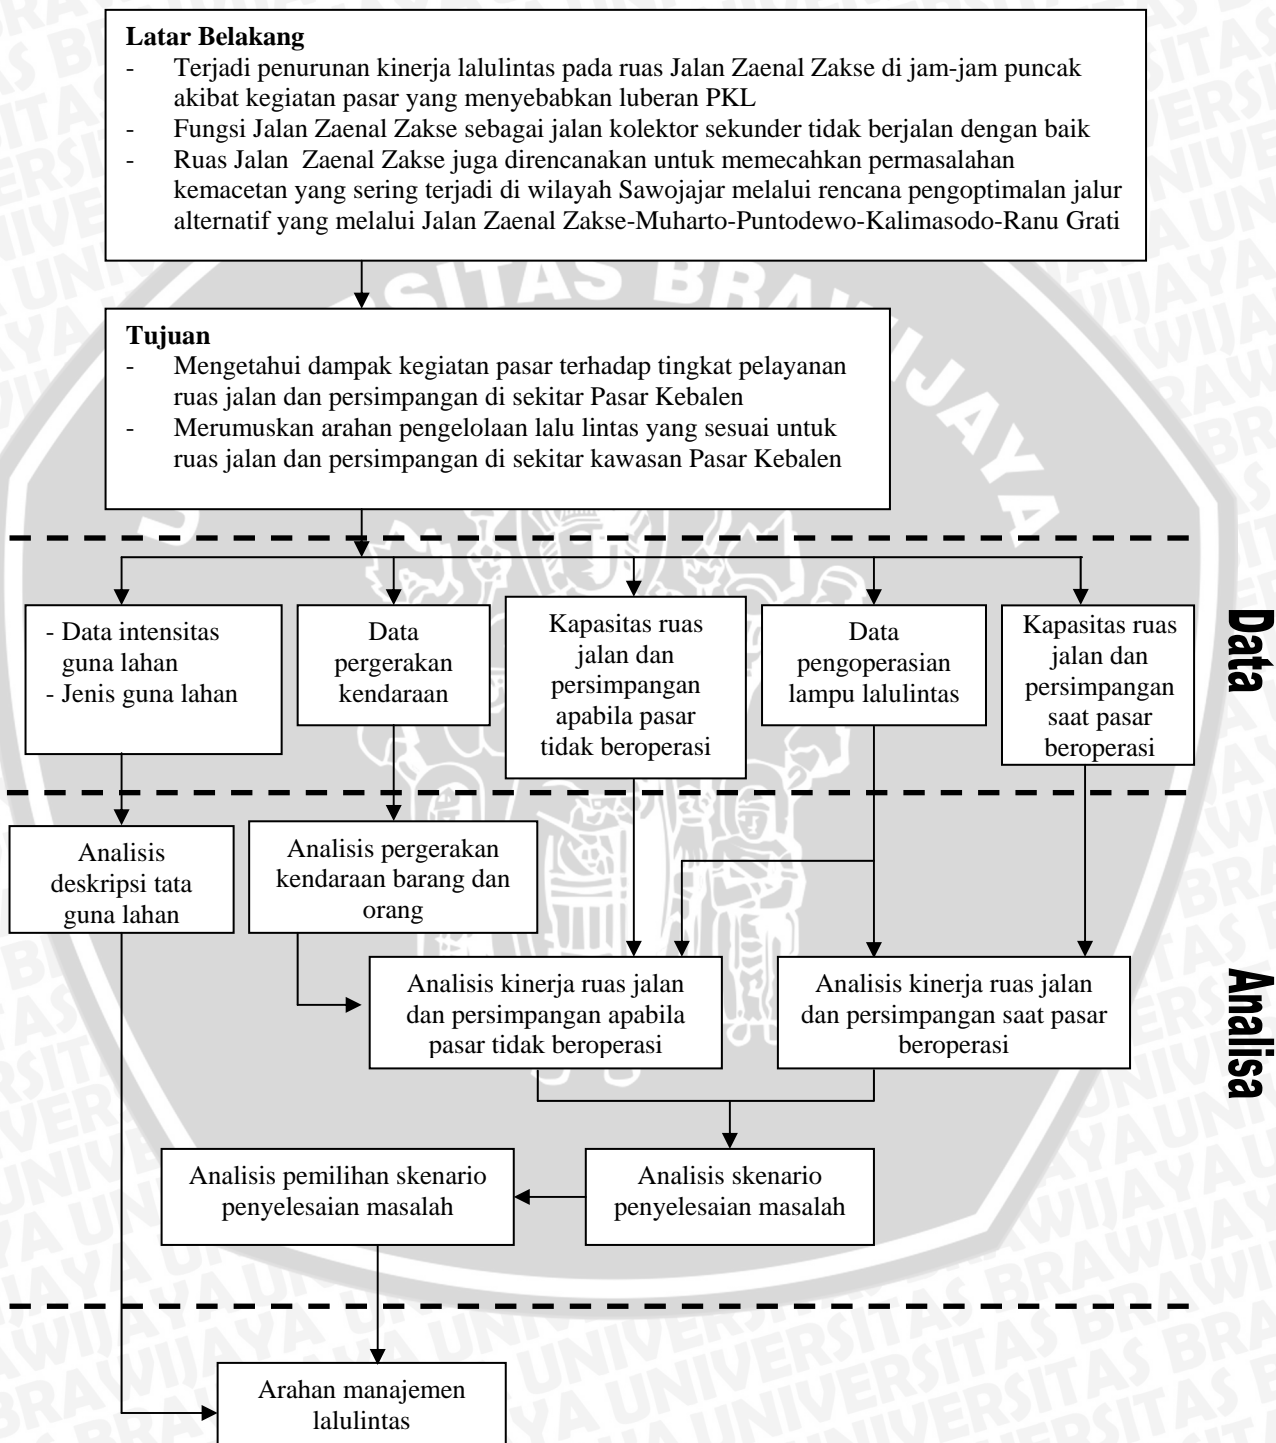 Latar Belakang
- Terjadi penurunan kinerja lalulintas pada ruas Jalan Zaenal Zakse di jam-jam puncak
akibat kegiatan pasar yang menyebabkan luberan PKL
- Fungsi Jalan Zaenal Zakse sebagai jalan kolektor sekunder tidak berjalan dengan baik
- Ruas Jalan Zaenal Zakse juga direncanakan untuk memecahkan permasalahan
kemacetan yang sering terjadi di wilayah Sawojajar melalui rencana pengoptimalan jalur
alternatif yang melalui Jalan Zaenal Zakse-Muharto-Puntodewo-Kalimasodo-Ranu Grati
Tujuan
- Mengetahui dampak kegiatan pasar terhadap tingkat pelayanan
ruas jalan dan persimpangan di sekitar Pasar Kebalen
- Merumuskan arahan pengelolaan lalu lintas yang sesuai untuk
ruas jalan dan persimpangan di sekitar kawasan Pasar Kebalen
- Data intensitas
guna lahan
- Jenis guna lahan
Data
pergerakan
kendaraan
Kapasitas ruas
jalan dan
persimpangan
apabila pasar
tidak beroperasi
Data
pengoperasian
lampu lalulintas
Kapasitas ruas
jalan dan
persimpangan
saat pasar
beroperasi
Data
Analisis
deskripsi tata
guna lahan
Analisis pergerakan
kendaraan barang dan
orang
Analisis kinerja ruas jalan
dan persimpangan apabila
pasar tidak beroperasi
Analisis kinerja ruas jalan
dan persimpangan saat pasar
beroperasi
Analisa
Analisis pemilihan skenario
penyelesaian masalah
Analisis skenario
penyelesaian masalah
Arahan manajemen
lalulintas